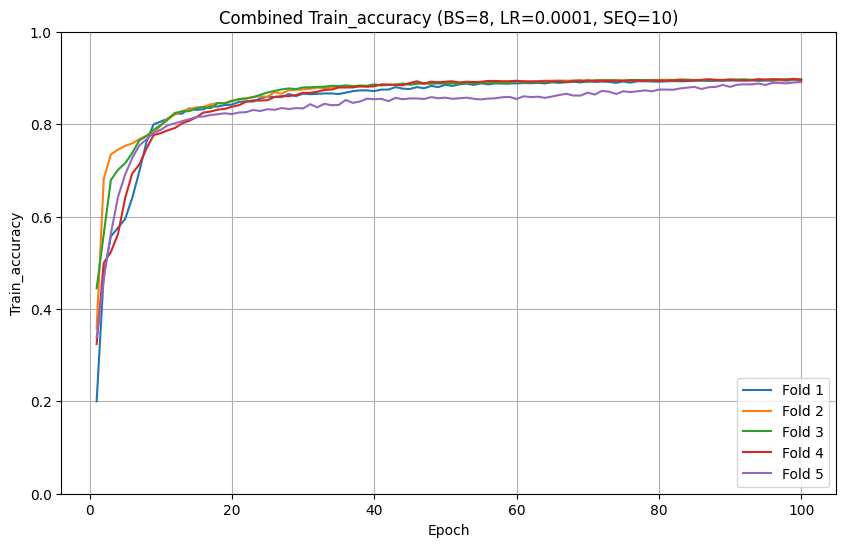 Combined Train_accuracy (BS=8, LR=0.0001, SEQ=10)
1.0
0.8
0.6
0.4
0.2
0.0
Train_accuracy
0 20 40 60 80 100
Epoch
Fold 1
Fold 2
Fold 3
Fold 4
Fold 5